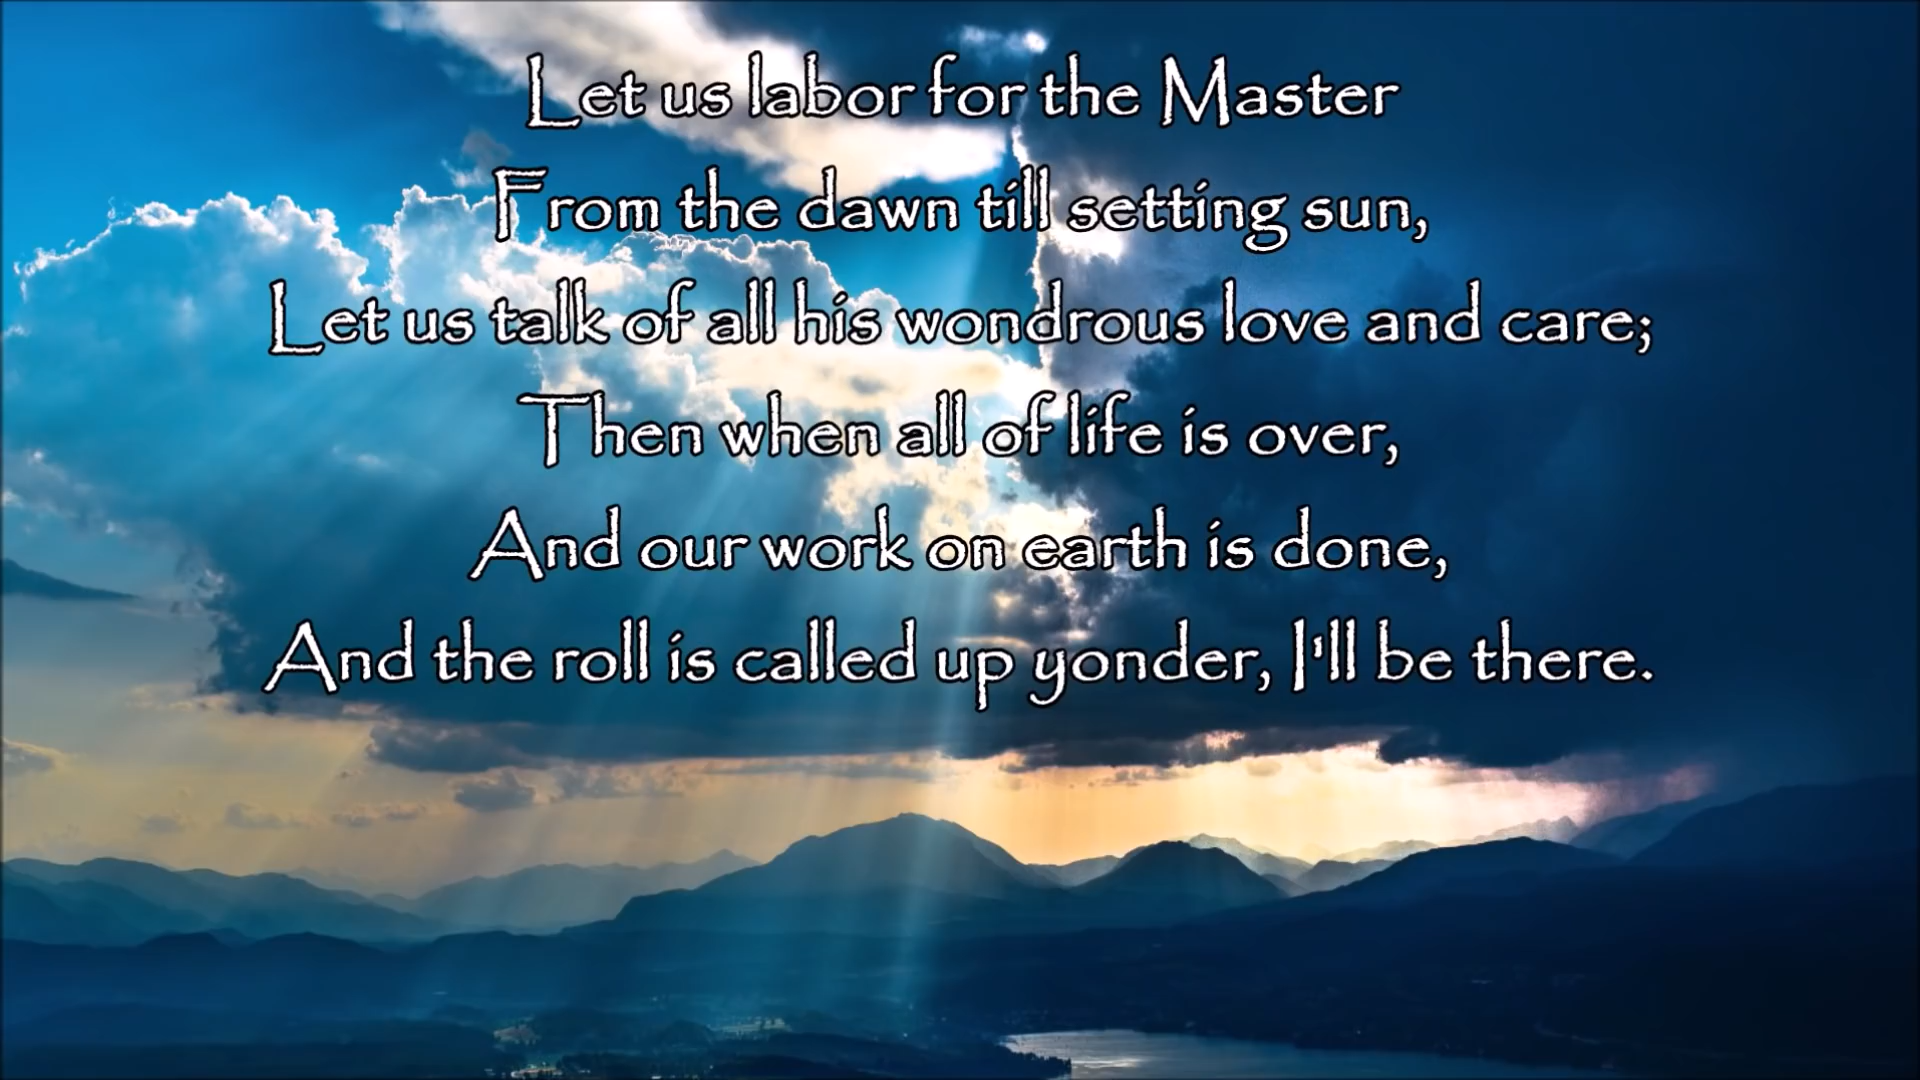 Let us labor for the Master
From the dawn till setting sun,
Let us talk of all his wondrous love and care;
Then when all of life is over,
And our work on earth is done,
And the roll is called up yonder, I'll be there.